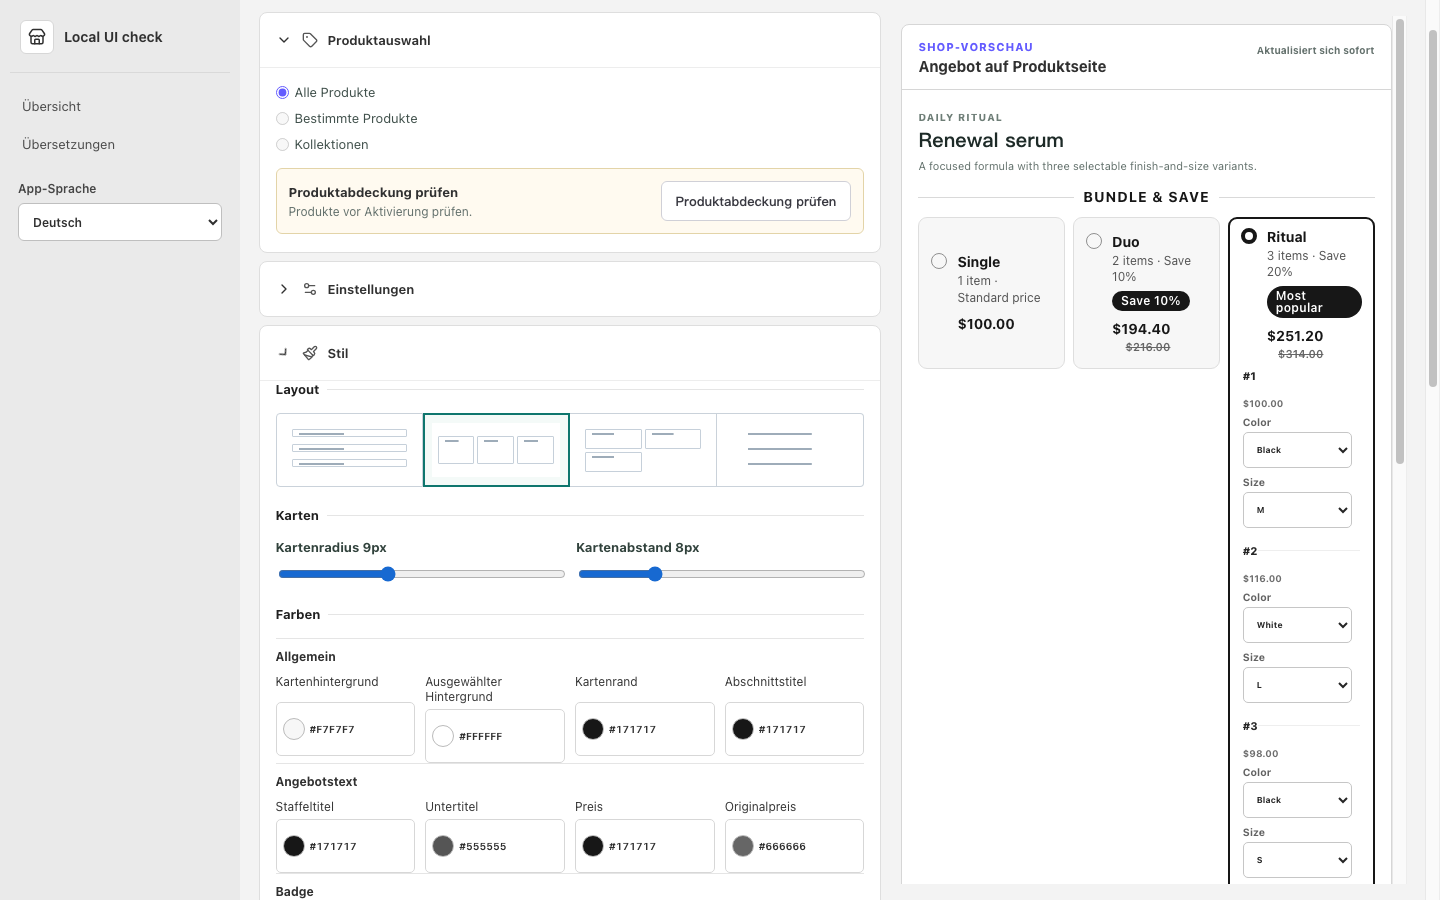 Local UI check
Übersicht
Übersetzungen
App-Sprache
Deutsch
Produktauswahl
Alle Produkte
Bestimmte Produkte
Kollektionen
Produktabdeckung prüfen
Produkte vor Aktivierung prüfen.
Produktabdeckung prüfen
Einstellungen
Stil
Layout
Karten
Kartenradius 9px
Kartenabstand 8px
Farben
Allgemein
Kartenhintergrund
#F7F7F7
Ausgewählter
Hintergrund
#FFFFFF
Kartenrand
#171717
Abschnittstitel
#171717
Angebotstext
Staffeltitel
#171717
Untertitel
#555555
Preis
#171717
Originalpreis
#666666
Badge
SHOP-VORSCHAU
Angebot auf Produktseite
Aktualisiert sich sofort
DAILY RITUAL
Renewal serum
A focused formula with three selectable finish-and-size variants.
BUNDLE & SAVE
Single
1 item ·
Standard price
$100.00
Duo
2 items · Save
10%
Save 10%
$194.40
$216.00
Ritual
3 items · Save
20%
Most
popular
$251.20
$314.00
#1
$100.00
Color
Black
Size
M
#2
$116.00
Color
White
Size
L
#3
$98.00
Color
Black
Size
S